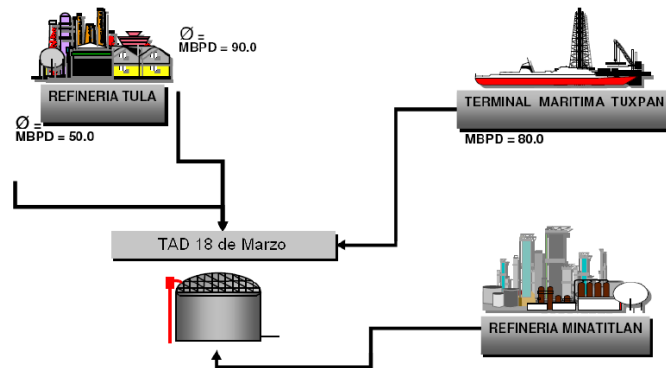 Ø =
MBPD = 90.0
REFINERIA TULA
Ø =
MBPD = 50.0
TERMINAL MARITIMA TUXPAN
MBPD = 80.0
TAD 18 de Marzo
REFINERIA MINATITLAN